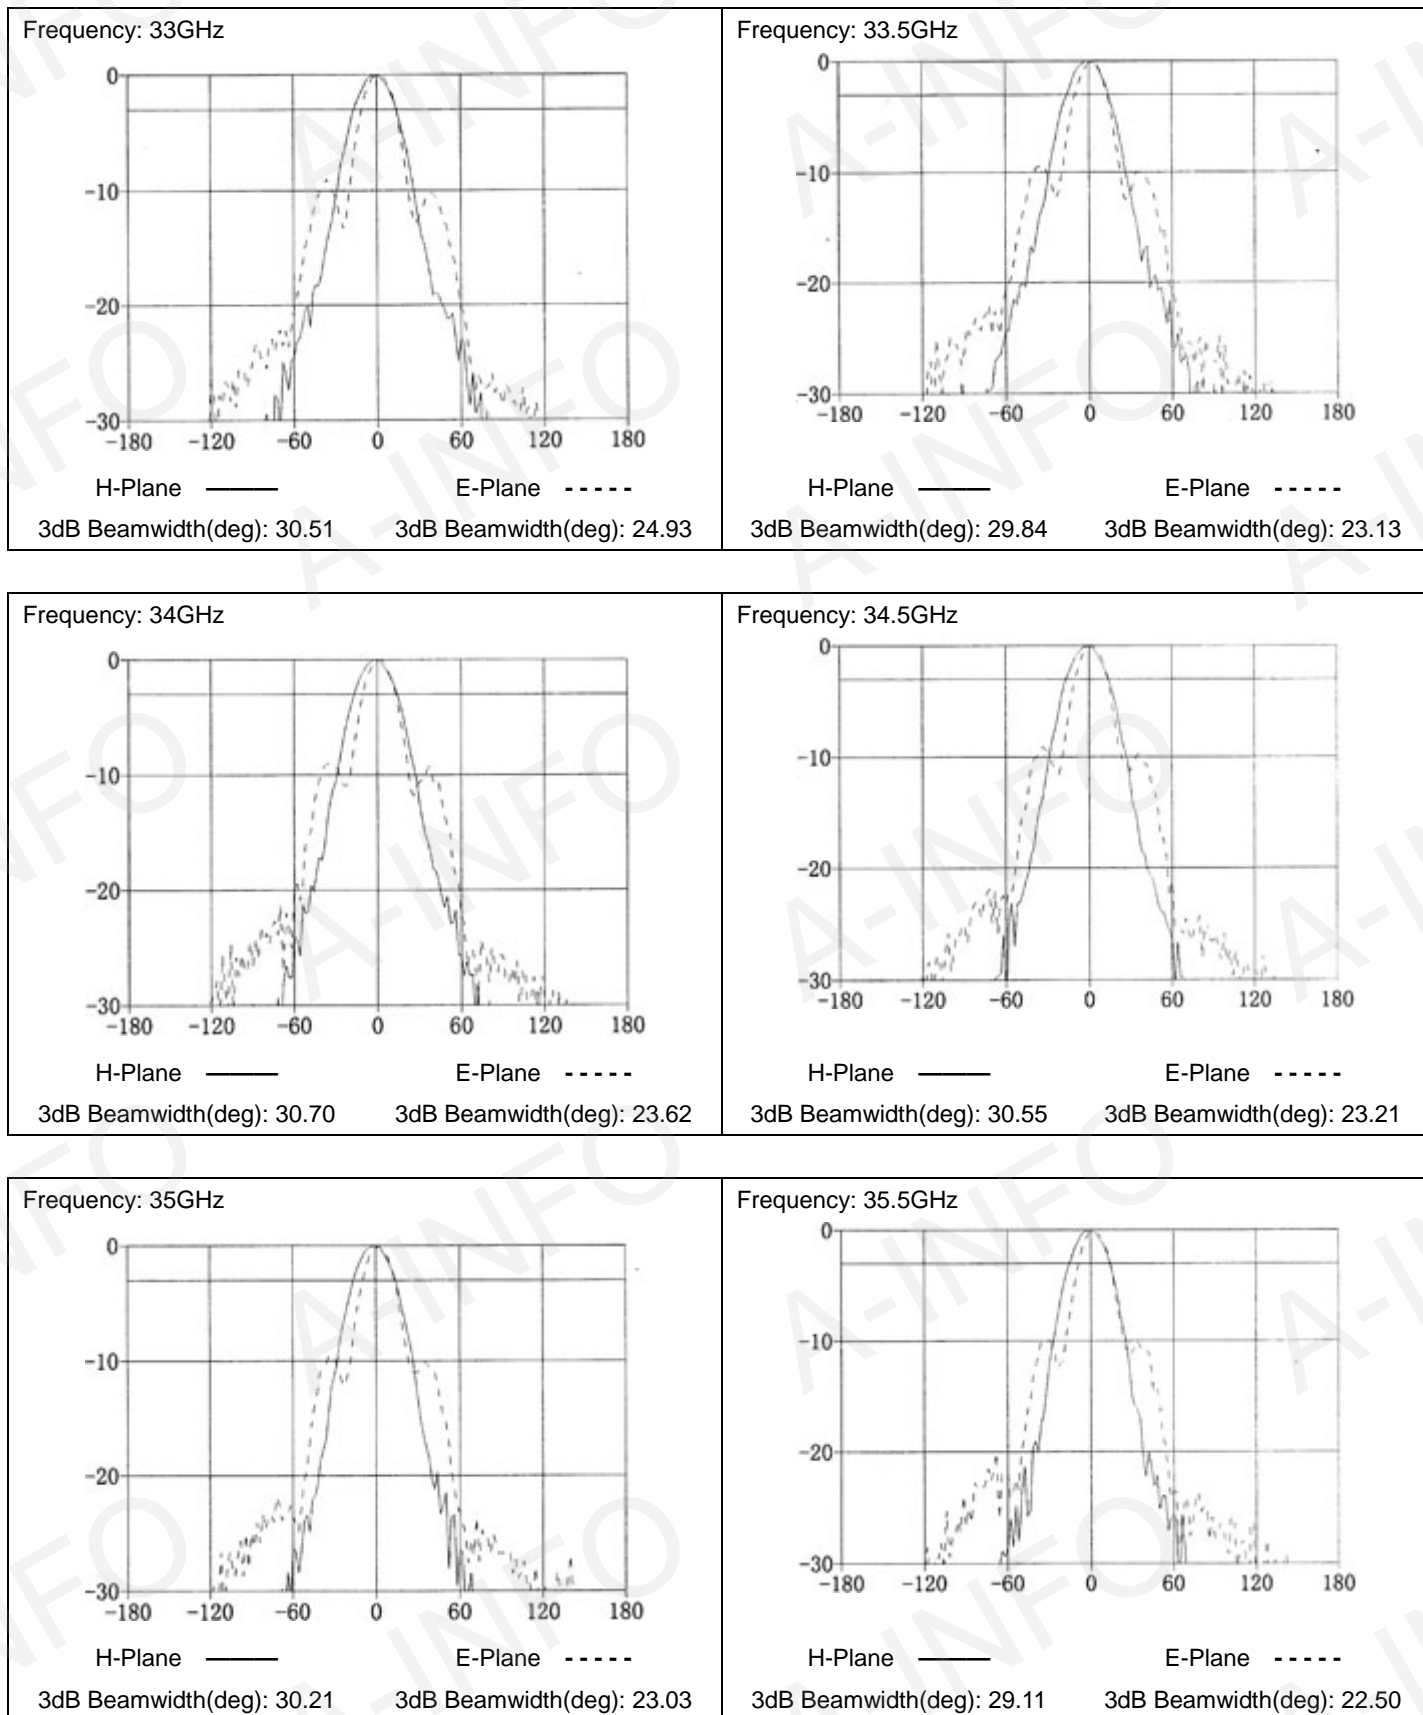 Frequency: 33GHz
0
-10
-20
-30
-180 -120 -60 0 60 120 180
H-Plane ——— E-Plane -----
3dB Beamwidth(deg): 30.51 3dB Beamwidth(deg): 24.93
Frequency: 33.5GHz
0
-10
-20
-30
-180 -120 -60 0 60 120 180
H-Plane ——— E-Plane -----
3dB Beamwidth(deg): 29.84 3dB Beamwidth(deg): 23.13
Frequency: 34GHz
0
-10
-20
-30
-180 -120 -60 0 60 120 180
H-Plane ——— E-Plane -----
3dB Beamwidth(deg): 30.70 3dB Beamwidth(deg): 23.62
Frequency: 34.5GHz
0
-10
-20
-30
-180 -120 -60 0 60 120 180
H-Plane ——— E-Plane -----
3dB Beamwidth(deg): 30.55 3dB Beamwidth(deg): 23.21
Frequency: 35GHz
0
-10
-20
-30
-180 -120 -60 0 60 120 180
H-Plane ——— E-Plane -----
3dB Beamwidth(deg): 30.21 3dB Beamwidth(deg): 23.03
Frequency: 35.5GHz
0
-10
-20
-30
-180 -120 -60 0 60 120 180
H-Plane ——— E-Plane -----
3dB Beamwidth(deg): 29.11 3dB Beamwidth(deg): 22.50
A-INFO